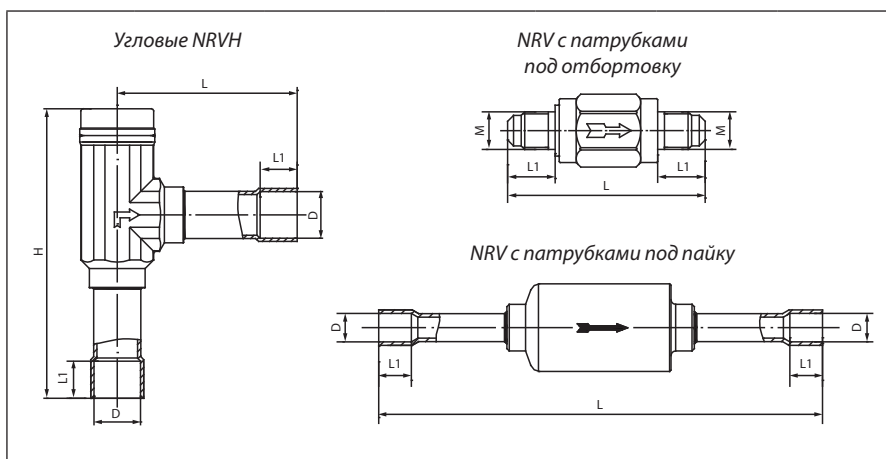 Угловые NRVH
L
L1
D
H
L1
D
NRV с патрубками
под отбортовку
M
M
L1
L1
L
NRV с патрубками под пайку
D
D
L1
L1
L